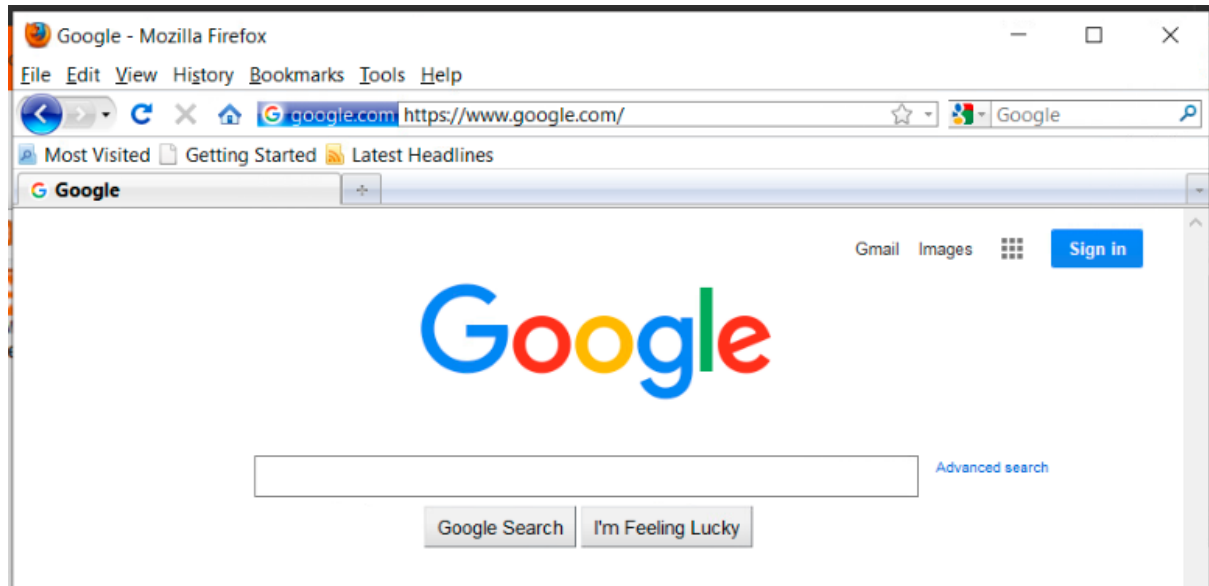 Google - Mozilla Firefox
File Edit View History Bookmarks Tools Help
google.com https://www.google.com/ Google
Most Visited Getting Started Latest Headlines
Google
Gmail Images Sign in
Google
Advanced search
Google Search I'm Feeling Lucky